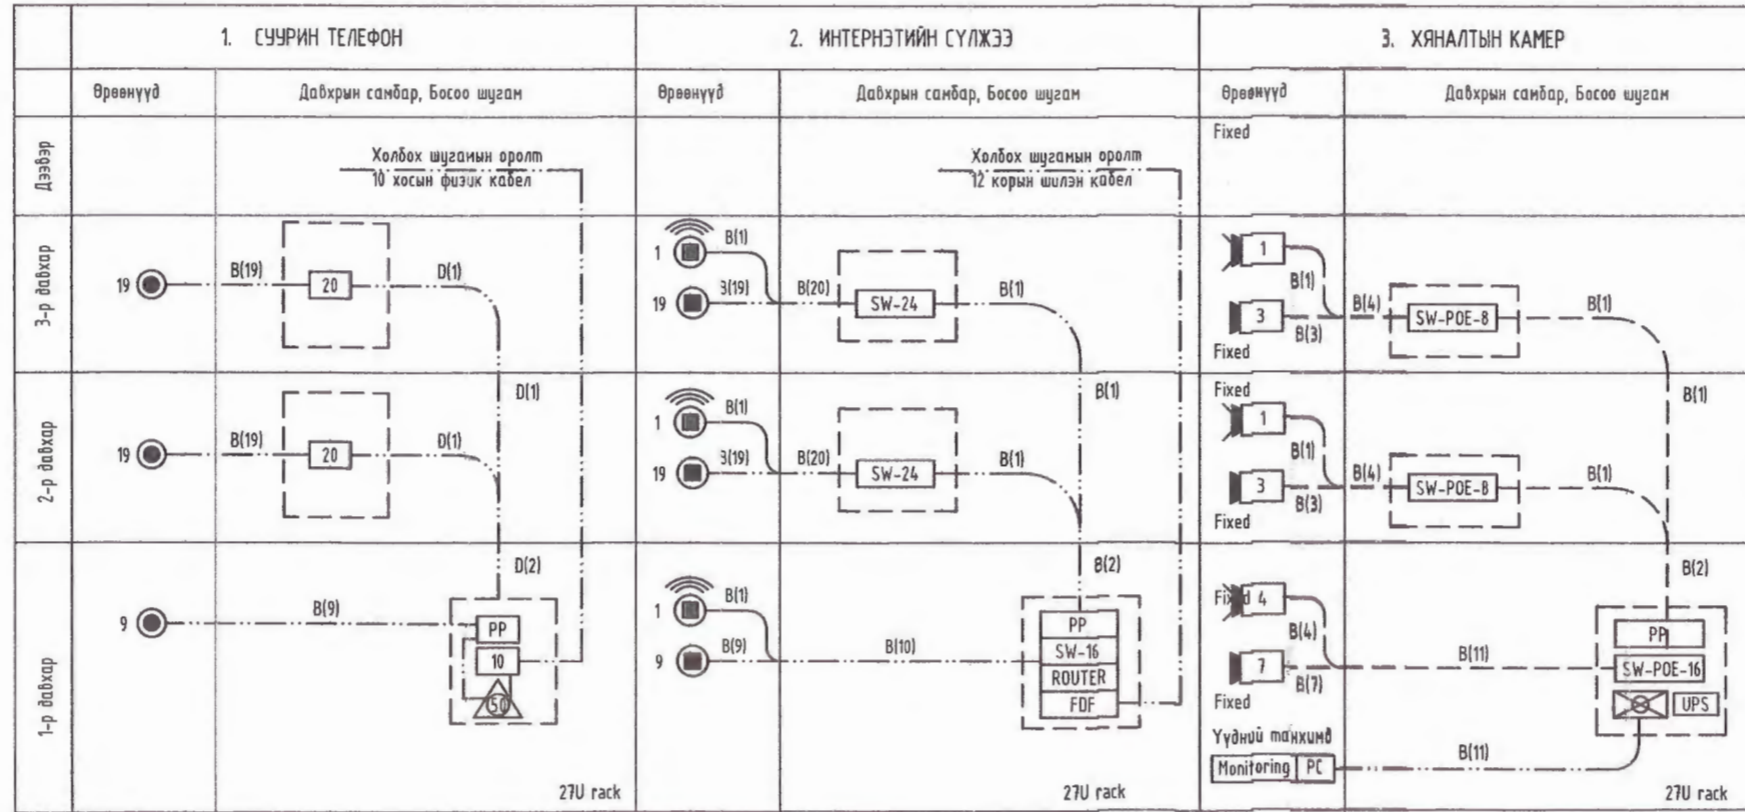 1. СУУРИН ТЕЛЕФОН
2. ИНТЕРНЭТИЙН СҮЛЖЭЭ
3. ХЯНАЛТЫН КАМЕР
Өрөөнүүд
Давхрын самбар, Босоо шугам
Өрөөнүүд
Давхрын самбар, Босоо шугам
Өрөөнүүд
Давхрын самбар, Босоо шугам
Дээвэр
Холбох шугамын оролт
10 хосын физик кабел
Холбох шугамын оролт
12 корын шилэн кабел
Fixed
3-р давхар
19
B(19)
20
D(1)
D(1)
1
B(1)
19
B(19)
B(20)
SW-24
B(1)
B(1)
1
B(1)
3
B(3)
Fixed
B(4)
SW-POE-8
B(1)
B(1)
2-р давхар
19
B(19)
20
D(1)
D(2)
1
B(1)
19
B(19)
B(20)
SW-24
B(1)
B(2)
Fixed
1
B(1)
3
B(3)
Fixed
B(4)
SW-POE-8
B(1)
B(2)
1-р давхар
9
B(9)
PP
10
50
27U rack
1
B(1)
9
B(9)
B(10)
PP
SW-16
ROUTER
FDF
27U rack
Fixed
4
B(4)
7
B(7)
Fixed
B(11)
PP
SW-POE-16
UPS
Үүдний танхимд
Monitoring
PC
B(11)
27U rack